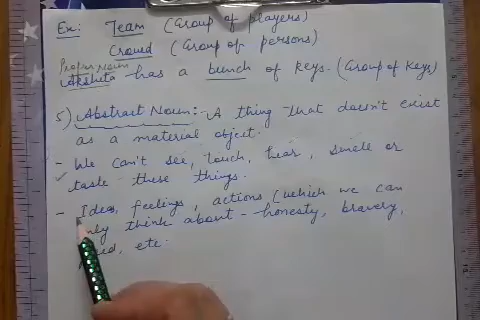 Ex: Team (Group of players)
Crowd (Group of persons)
Proper Noun
Akshita has a bunch of keys. (Group of keys)
5) Abstract Noun:- A thing that doesn't exist
as a material object.
- We can't see, touch, hear, smell or
taste these things.
- Idea, feelings, actions (which we can
only think about - honesty, bravery,
etc.